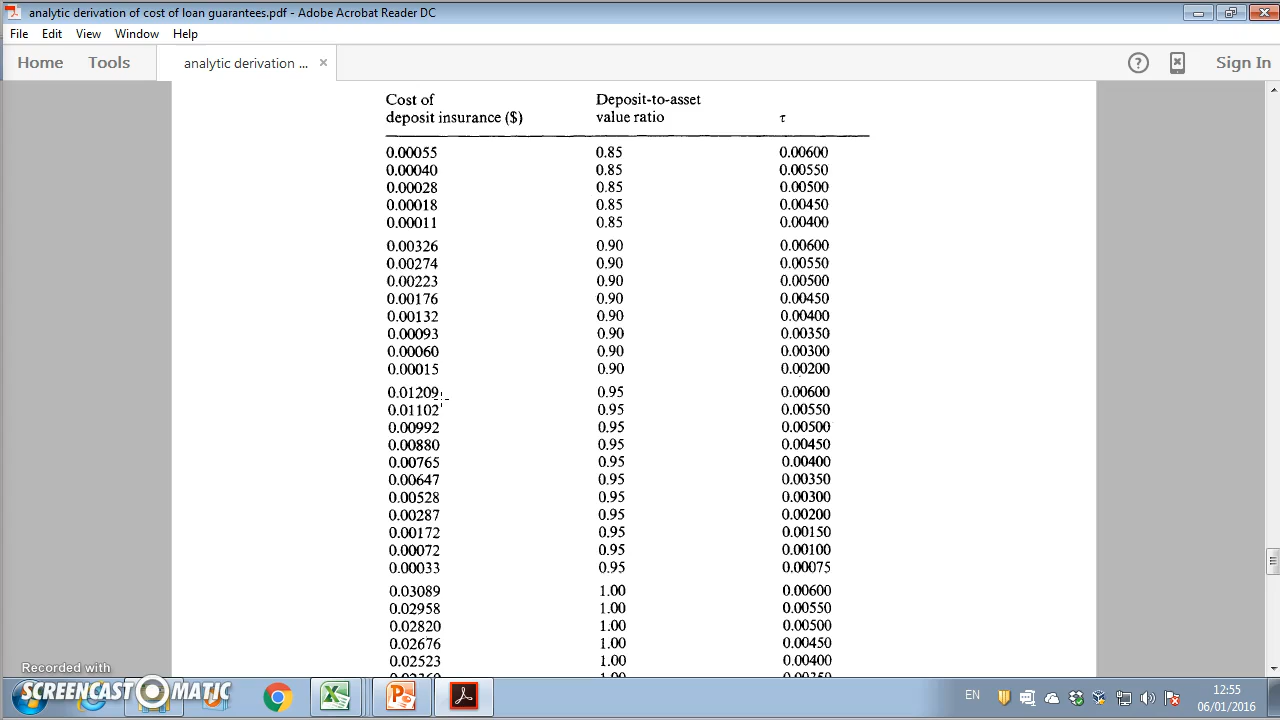 analytic derivation of cost of loan guarantees.pdf - Adobe Acrobat Reader DC
File Edit View Window Help
Home Tools analytic derivation ... × ? Sign In
Cost of Deposit-to-asset
deposit insurance ($) value ratio τ
0.00055 0.85 0.00600
0.00040 0.85 0.00550
0.00028 0.85 0.00500
0.00018 0.85 0.00450
0.00011 0.85 0.00400
0.00326 0.90 0.00600
0.00274 0.90 0.00550
0.00223 0.90 0.00500
0.00176 0.90 0.00450
0.00132 0.90 0.00400
0.00093 0.90 0.00350
0.00060 0.90 0.00300
0.00015 0.90 0.00200
0.01209 0.95 0.00600
0.01102 0.95 0.00550
0.00992 0.95 0.00500
0.00880 0.95 0.00450
0.00765 0.95 0.00400
0.00647 0.95 0.00350
0.00528 0.95 0.00300
0.00287 0.95 0.00200
0.00172 0.95 0.00150
0.00072 0.95 0.00100
0.00033 0.95 0.00075
0.03089 1.00 0.00600
0.02958 1.00 0.00550
0.02820 1.00 0.00500
0.02676 1.00 0.00450
0.02523 1.00 0.00400
Recorded with
SCREENCAST MATIC
EN 12:55
06/01/2016